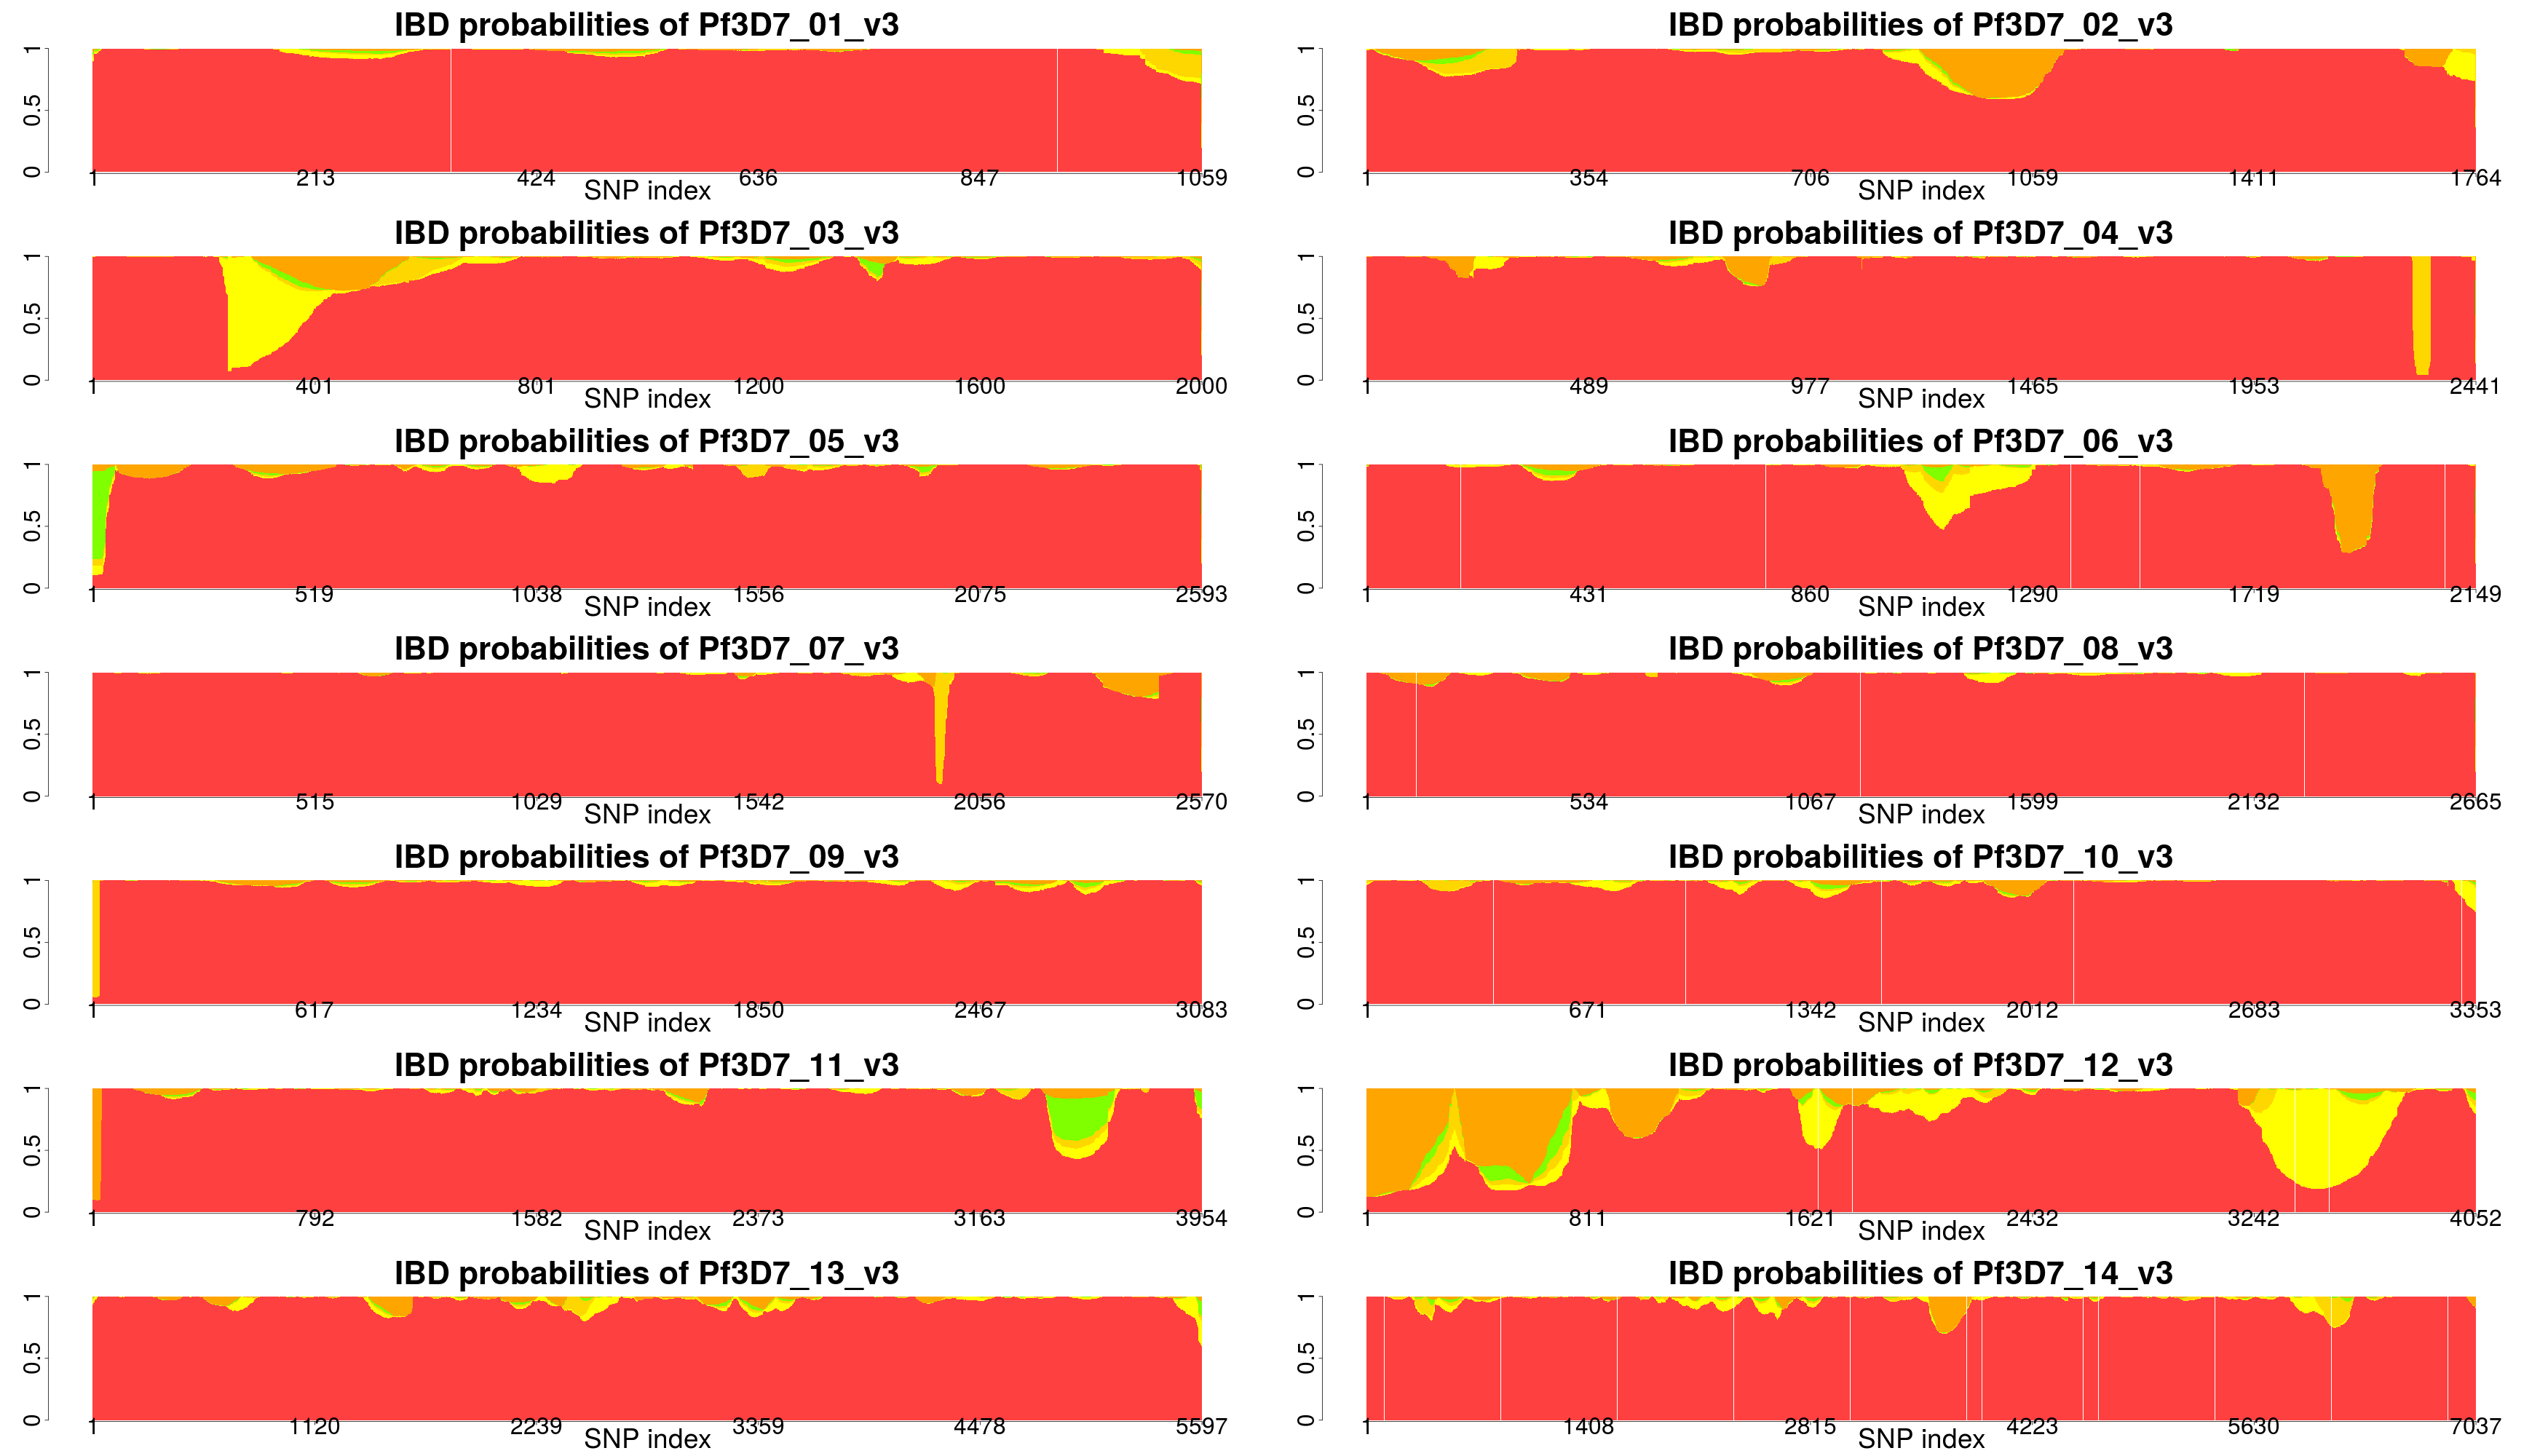 IBD probabilities of Pf3D7_01_v3
0 0.5 1
1 213 424 636 847 1059
SNP index
IBD probabilities of Pf3D7_02_v3
0 0.5 1
1 354 706 1059 1411 1764
SNP index
IBD probabilities of Pf3D7_03_v3
0 0.5 1
1 401 801 1200 1600 2000
SNP index
IBD probabilities of Pf3D7_04_v3
0 0.5 1
1 489 977 1465 1953 2441
SNP index
IBD probabilities of Pf3D7_05_v3
0 0.5 1
1 519 1038 1556 2075 2593
SNP index
IBD probabilities of Pf3D7_06_v3
0 0.5 1
1 431 860 1290 1719 2149
SNP index
IBD probabilities of Pf3D7_07_v3
0 0.5 1
1 515 1029 1542 2056 2570
SNP index
IBD probabilities of Pf3D7_08_v3
0 0.5 1
1 534 1067 1599 2132 2665
SNP index
IBD probabilities of Pf3D7_09_v3
0 0.5 1
1 617 1234 1850 2467 3083
SNP index
IBD probabilities of Pf3D7_10_v3
0 0.5 1
1 671 1342 2012 2683 3353
SNP index
IBD probabilities of Pf3D7_11_v3
0 0.5 1
1 792 1582 2373 3163 3954
SNP index
IBD probabilities of Pf3D7_12_v3
0 0.5 1
1 811 1621 2432 3242 4052
SNP index
IBD probabilities of Pf3D7_13_v3
0 0.5 1
1 1120 2239 3359 4478 5597
SNP index
IBD probabilities of Pf3D7_14_v3
0 0.5 1
1 1408 2815 4223 5630 7037
SNP index